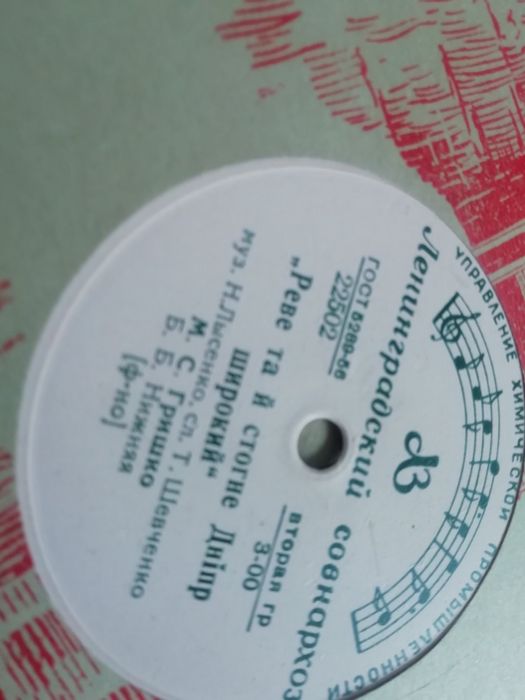 УПРАВЛЕНИЕ ХИМИЧЕСКОЙ ПРОМЫШЛЕННОСТИ
Ленинградский совнархоз
ГОСТ 5289-56
22502
вторая гр
3-00
„Реве та й стогне Дніпр
широкий“
муз. Н.Лысенко, сл. Т. Шевченко
М. С. Гришко
Б. Б. Нижняя
[ф-но]